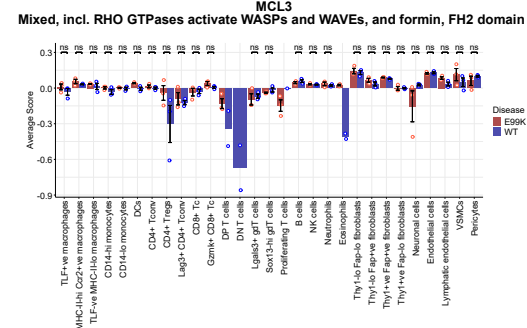 MCL3
Mixed, incl. RHO GTPases activate WASPs and WAVEs, and formin, FH2 domain
ns ns ns ns ns ns ns ns ns ns ns ns ns ns ns ns ns ns ns ns ns ns ns ns ns
0.3
0.0
-0.3
-0.6
-0.9
Average Score
Disease
E99K
WT
TLF+ve macrophages
MHC-II-hi Ccr2+ve macrophages
TLF-ve MHC-II-lo macrophages
CD14-hi monocytes
CD14-lo monocytes
DCs
CD4+ Tconv
CD4+ Tregs
Lag3+ CD4+ Tconv
CD8+ Tc
Gzmk+ CD8+ Tc
DP T cells
DN T cells
Lgals3+ gdT cells
Sox13-hi gdT cells
Proliferating T cells
B cells
NK cells
Neutrophils
Eosinophils
Thy1-lo Fap-lo fibroblasts
Thy1-lo Fap+ve fibroblasts
Thy1+ve Fap+ve fibroblasts
Thy1+ve Fap-lo fibroblasts
Neuronal cells
Endothelial cells
Lymphatic endothelial cells
VSMCs
Pericytes